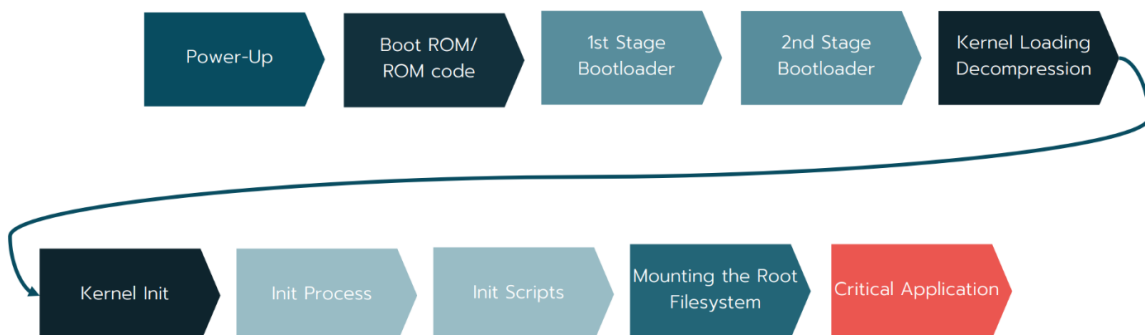 Power-Up
Boot ROM/
ROM code
1st Stage
Bootloader
2nd Stage
Bootloader
Kernel Loading
Decompression
Kernel Init
Init Process
Init Scripts
Mounting the Root
Filesystem
Critical Application